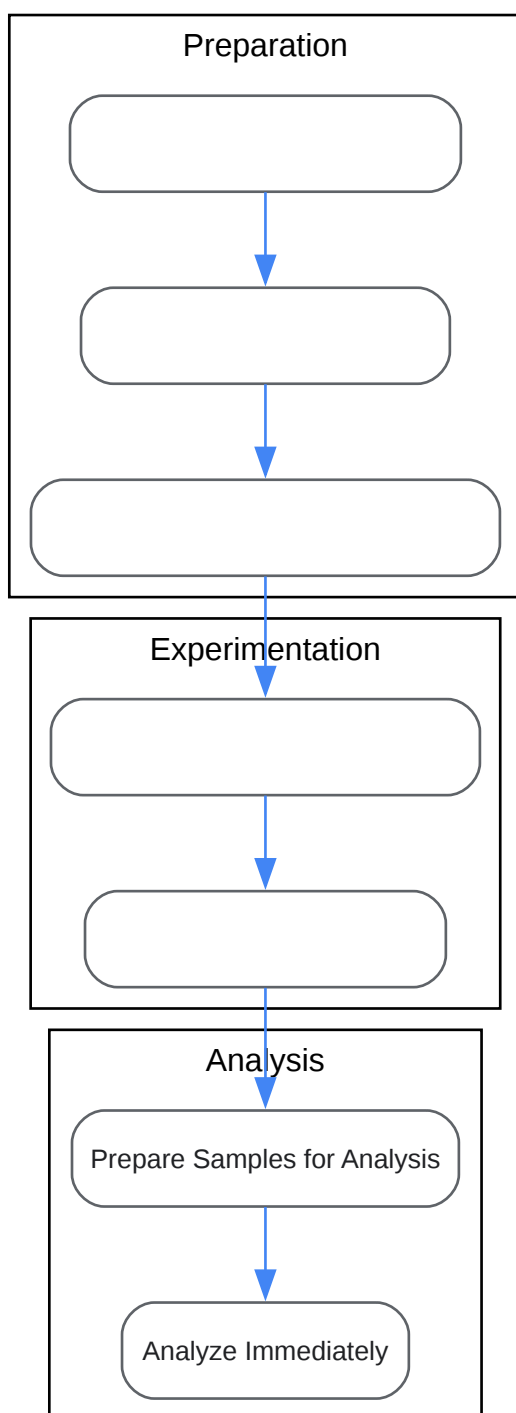 Preparation
Experimentation
Analysis
Prepare Samples for Analysis
Analyze Immediately